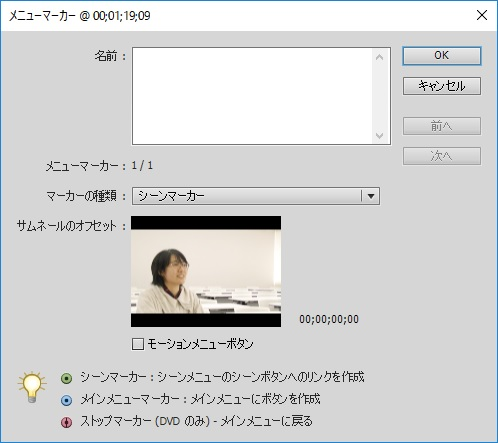 メニューマーカー @ 00;01;19;09
名前 :
OK
キャンセル
前へ
次へ
メニューマーカー : 1 / 1
マーカーの種類 : シーンマーカー
サムネールのオフセット :
00;00;00;00
モーションメニューボタン
シーンマーカー : シーンメニューのシーンボタンへのリンクを作成
メインメニューマーカー : メインメニューにボタンを作成
ストップマーカー (DVD のみ) - メインメニューに戻る